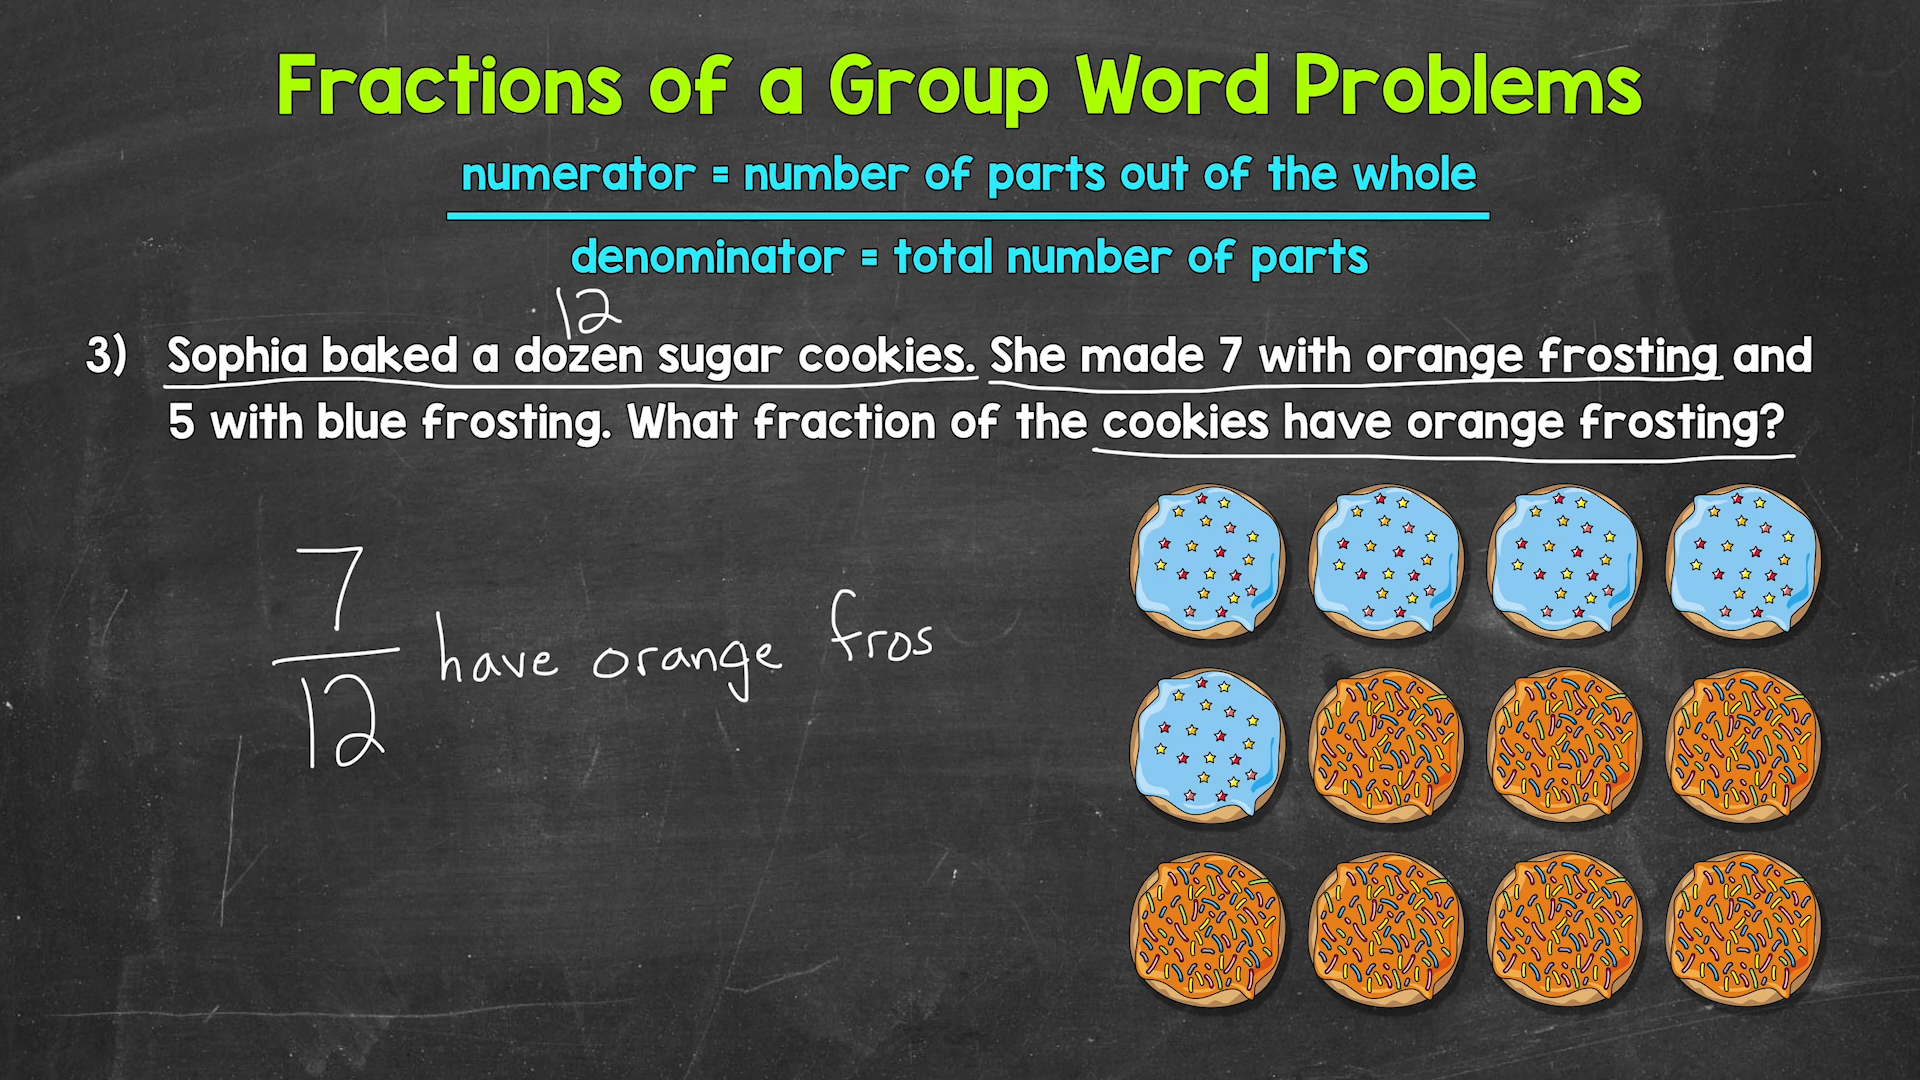 Fractions of a Group Word Problems
numerator = number of parts out of the whole
denominator = total number of parts
12
3) Sophia baked a dozen sugar cookies. She made 7 with orange frosting and
5 with blue frosting. What fraction of the cookies have orange frosting?
7
have orange fros
12